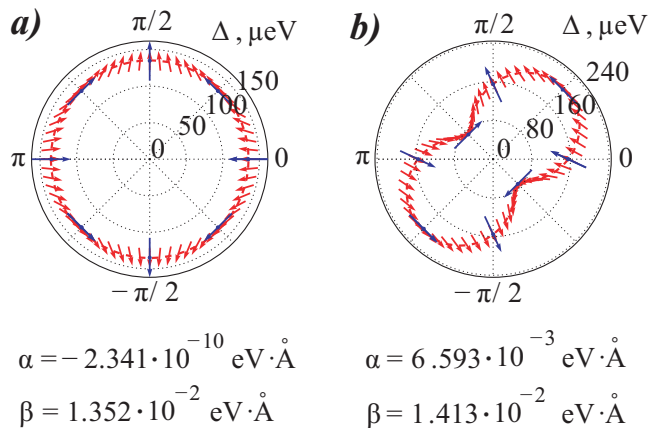 a) π/2 Δ, μeV
150
100
50
π 0 0
− π/ 2
α = − 2.341·10⁻¹⁰ eV·Å
β = 1.352·10⁻² eV·Å
b) π/2 Δ, μeV
240
160
80
π 0 0
− π/ 2
α = 6.593·10⁻³ eV·Å
β = 1.413·10⁻² eV·Å